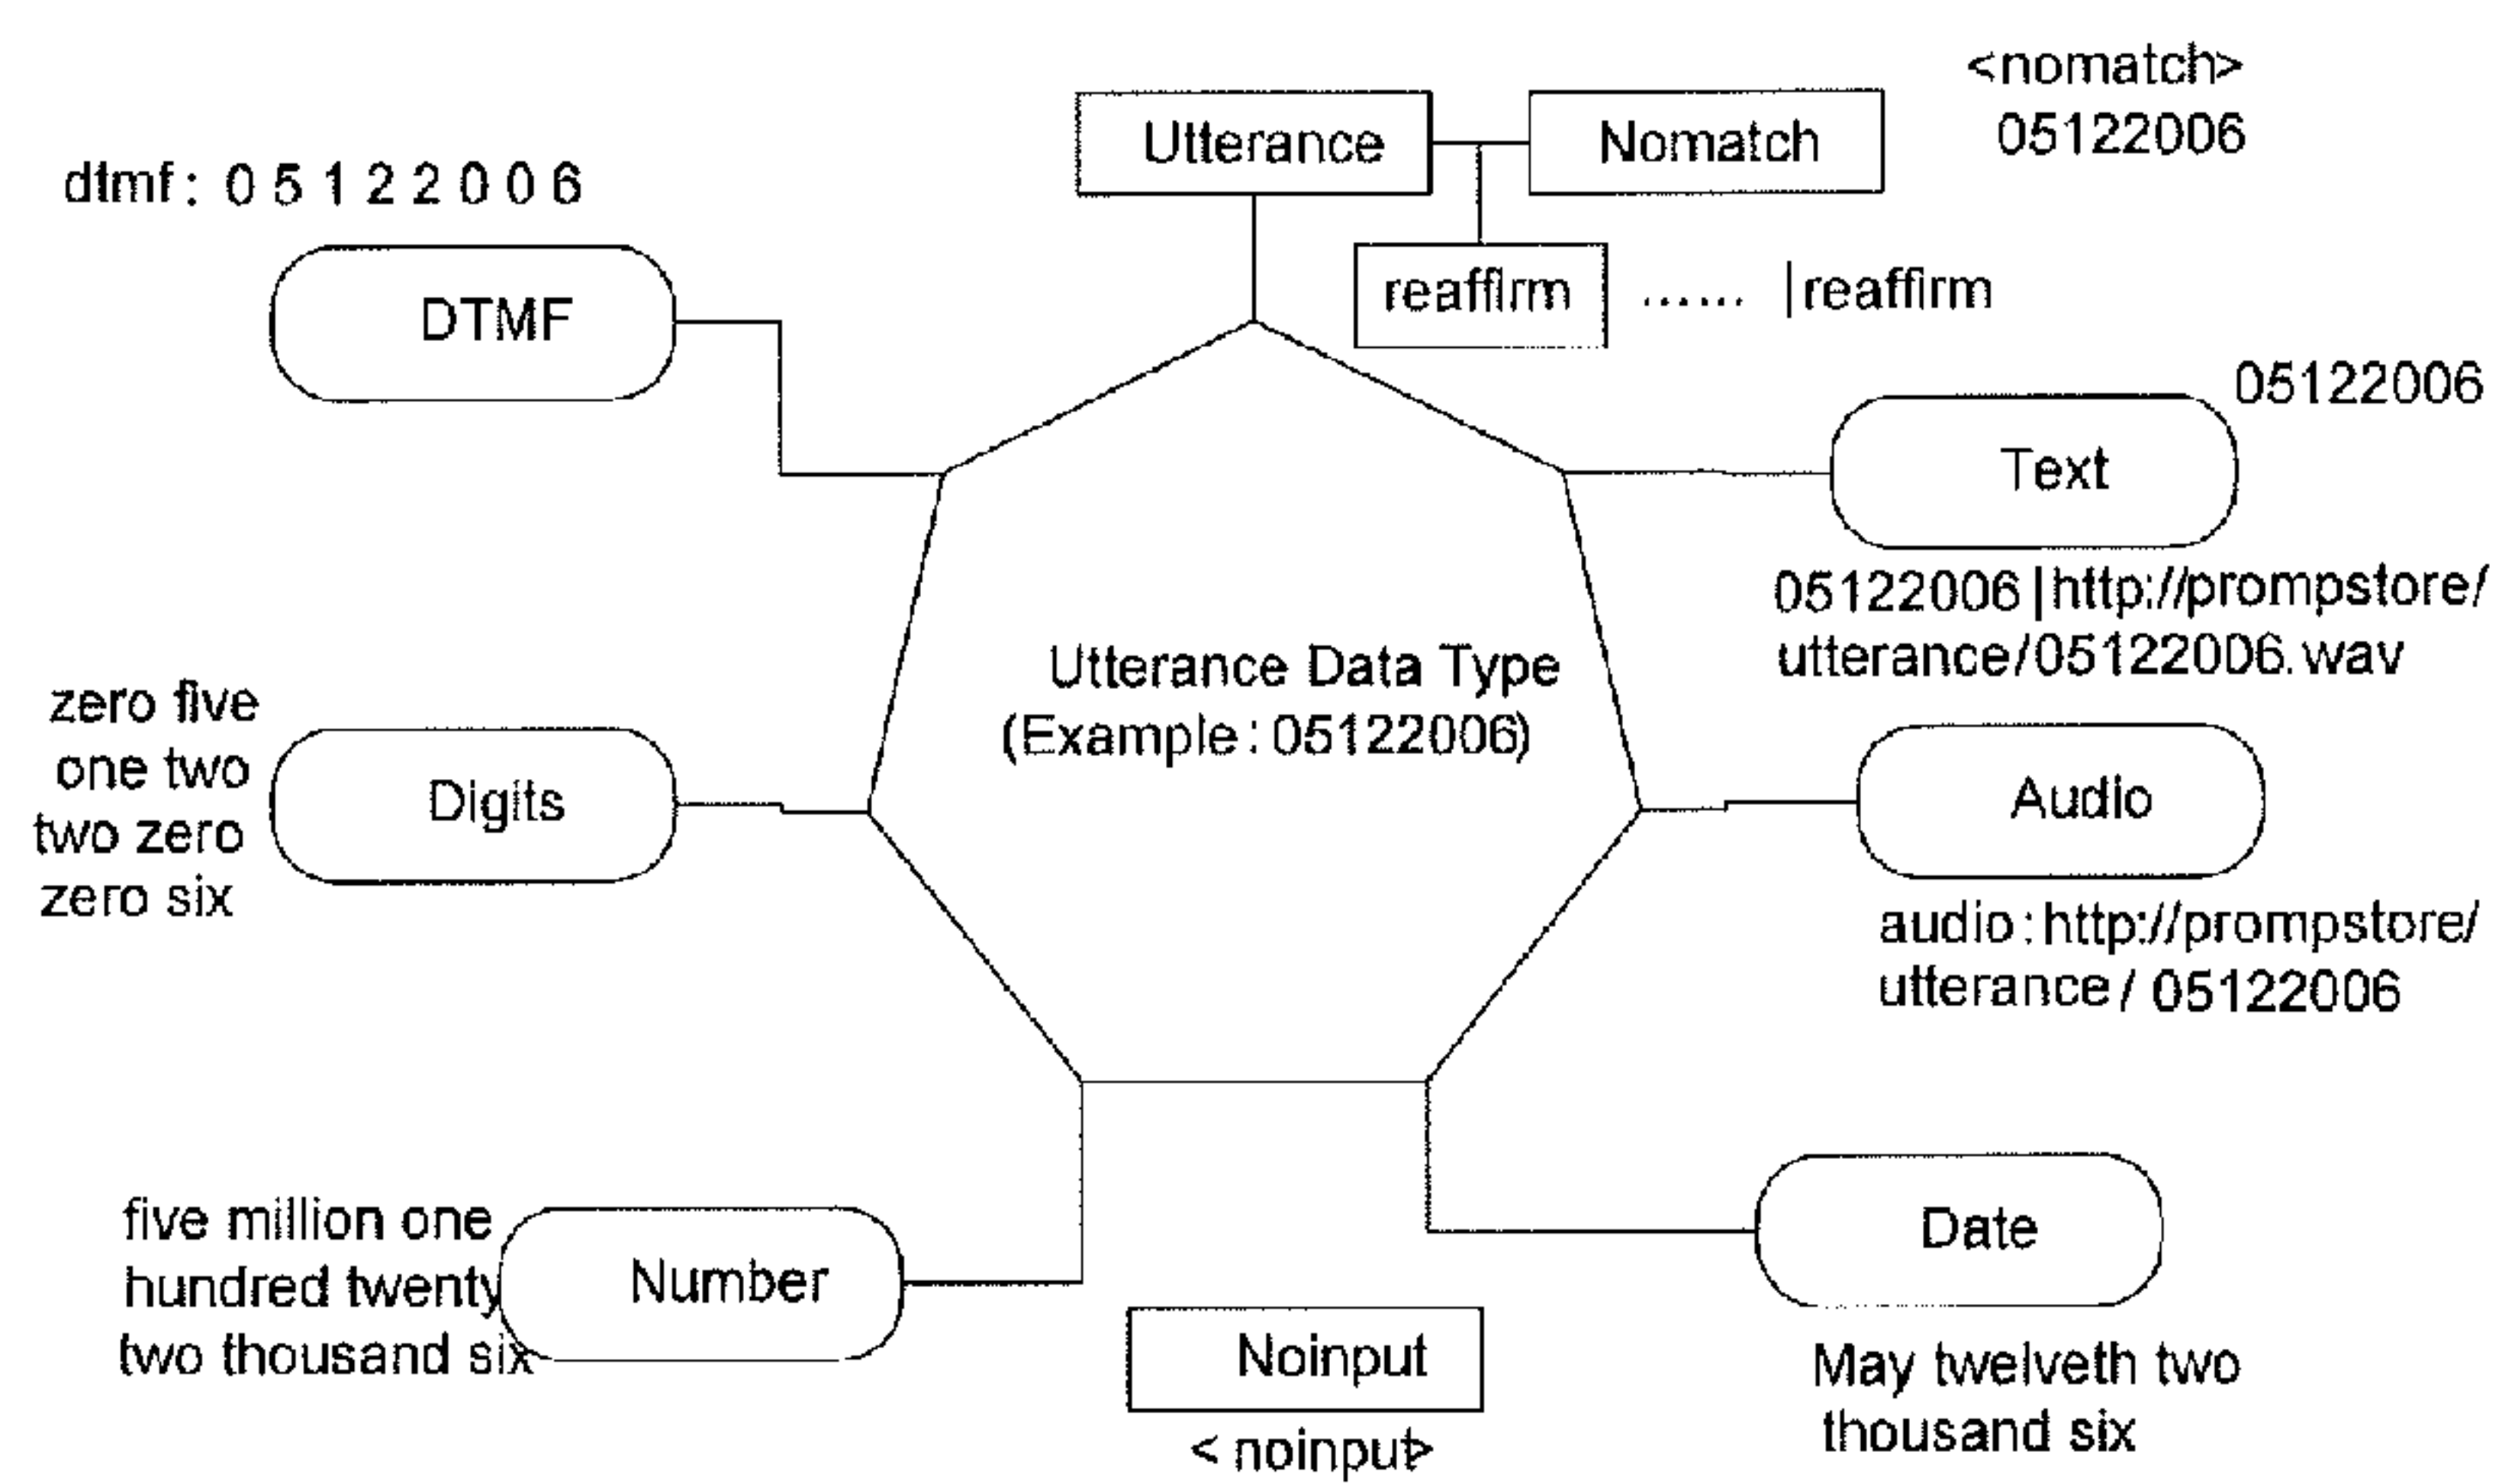 <nomatch>
05122006
Utterance
Nomatch
dtmf: 0 5 1 2 2 0 0 6
reaffirm ...... |reaffirm
DTMF
05122006
Text
05122006|http://prompstore/
utterance/05122006.wav
Utterance Data Type
(Example: 05122006)
zero five
one two
two zero
zero six
Digits
Audio
audio:http://prompstore/
utterance/ 05122006
five million one
hundred twenty
two thousand six
Number
Date
Noinput
< noinput>
May twelveth two
thousand six